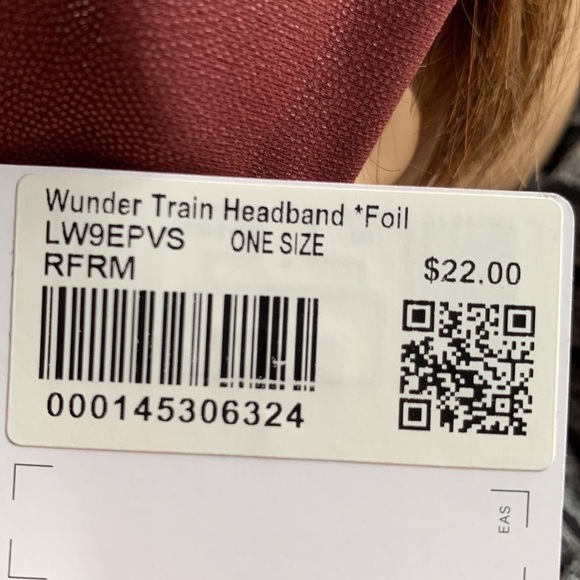 Wunder Train Headband *Foil
LW9EPVS ONE SIZE
RFRM
$22.00
000145306324
EAS